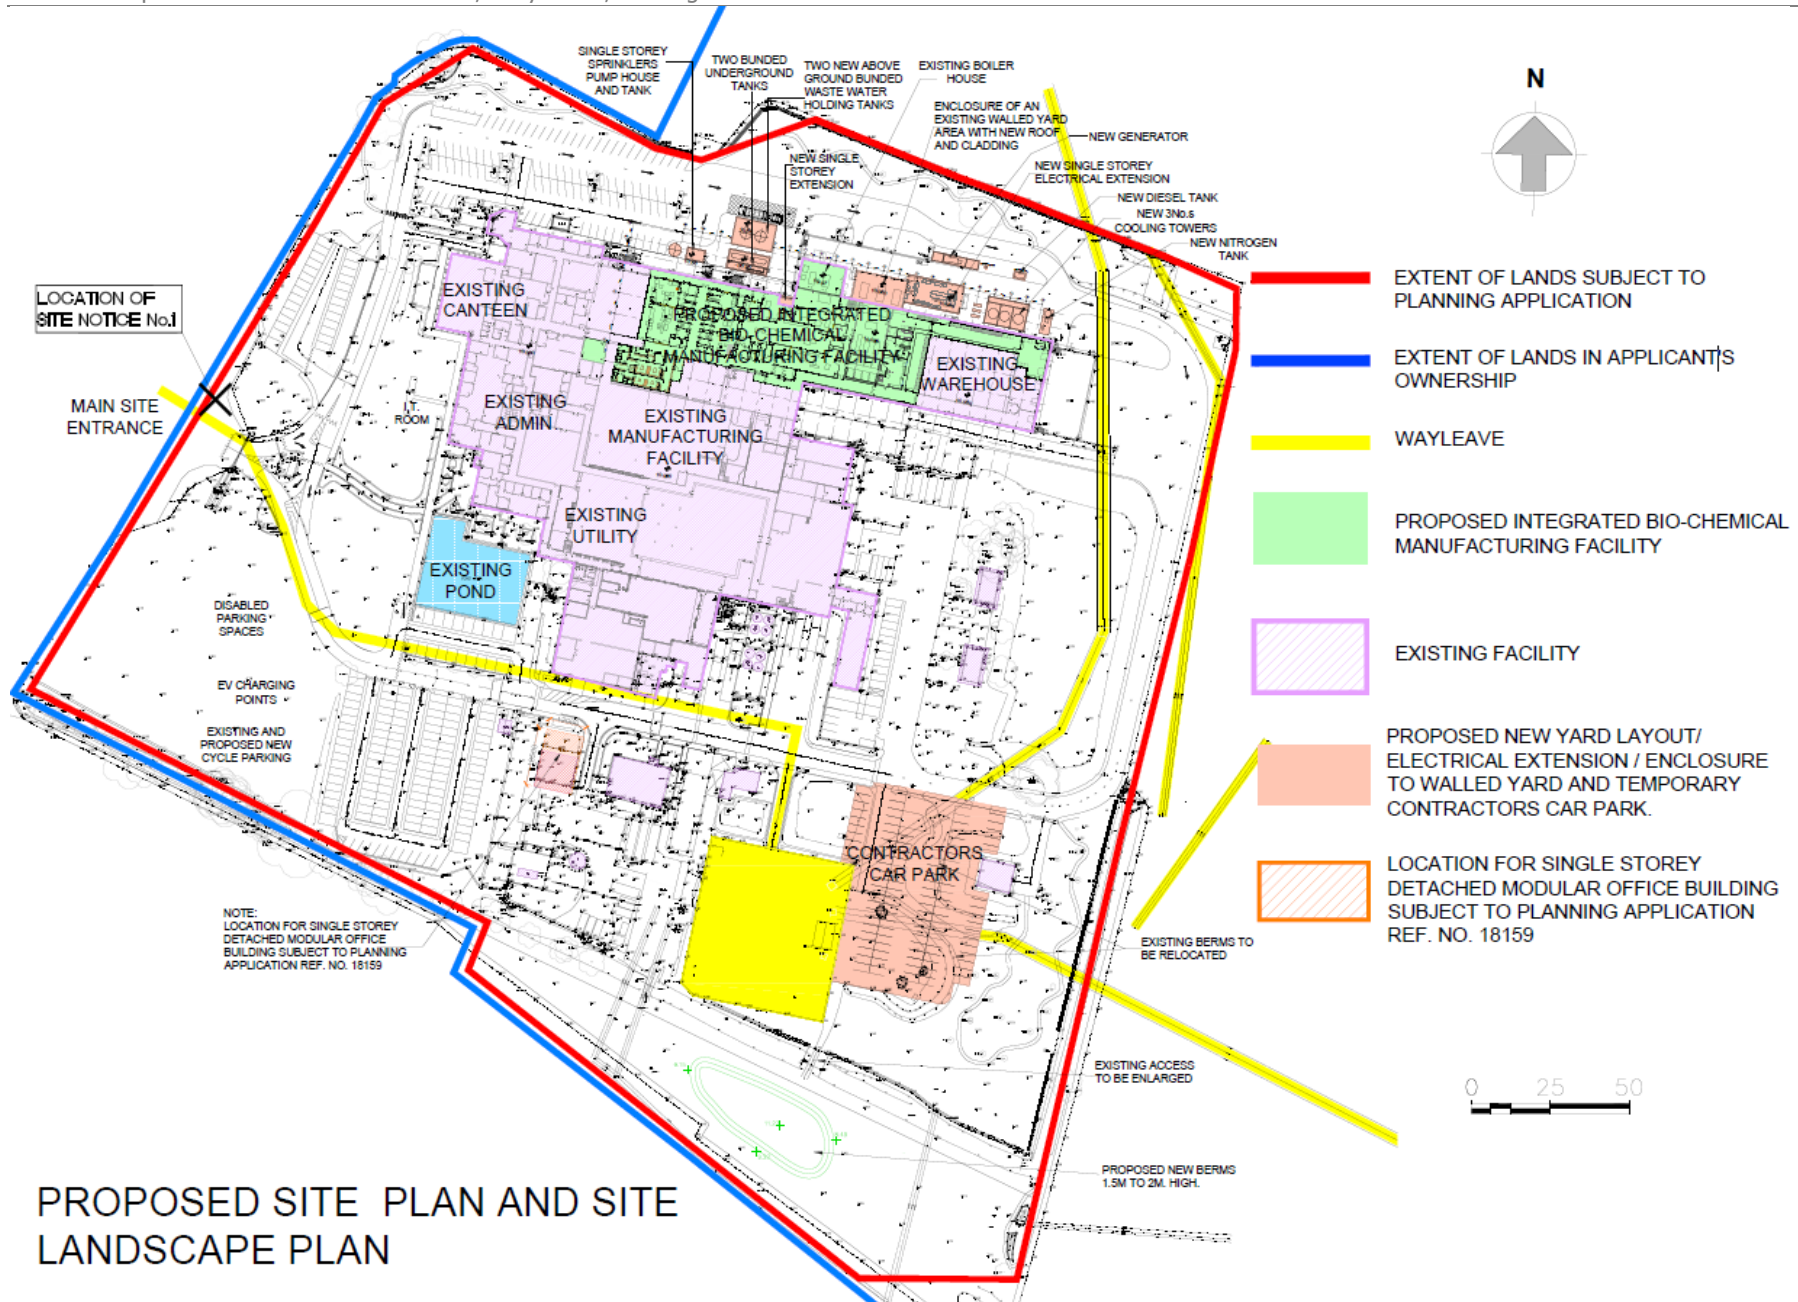 SINGLE STOREY
SPRINKLERS
PUMP HOUSE
AND TANK
TWO BUNDED
UNDERGROUND
TANKS
TWO NEW ABOVE
GROUND BUNDED
WASTE WATER
HOLDING TANKS
EXISTING BOILER
HOUSE
ENCLOSURE OF AN
EXISTING WALLED YARD
AREA WITH NEW ROOF
AND CLADDING
NEW GENERATOR
NEW SINGLE
STOREY
EXTENSION
NEW SINGLE STOREY
ELECTRICAL EXTENSION
NEW DIESEL TANK
NEW 3No.s
COOLING TOWERS
NEW NITROGEN
TANK
N
LOCATION OF
SITE NOTICE No.1
MAIN SITE
ENTRANCE
EXISTING
CANTEEN
PROPOSED INTEGRATED
BIO-CHEMICAL
MANUFACTURING FACILITY
EXISTING
WAREHOUSE
I.T.
ROOM
EXISTING
ADMIN.
EXISTING
MANUFACTURING
FACILITY
EXISTING
UTILITY
EXISTING
POND
DISABLED
PARKING
SPACES
EV CHARGING
POINTS
EXISTING AND
PROPOSED NEW
CYCLE PARKING
CONTRACTORS
CAR PARK
NOTE:
LOCATION FOR SINGLE STOREY
DETACHED MODULAR OFFICE
BUILDING SUBJECT TO PLANNING
APPLICATION REF. NO. 18159
EXISTING BERMS TO
BE RELOCATED
EXISTING ACCESS
TO BE ENLARGED
PROPOSED NEW BERMS
1.5M TO 2M. HIGH.
EXTENT OF LANDS SUBJECT TO
PLANNING APPLICATION
EXTENT OF LANDS IN APPLICANT'S
OWNERSHIP
WAYLEAVE
PROPOSED INTEGRATED BIO-CHEMICAL
MANUFACTURING FACILITY
EXISTING FACILITY
PROPOSED NEW YARD LAYOUT/
ELECTRICAL EXTENSION / ENCLOSURE
TO WALLED YARD AND TEMPORARY
CONTRACTORS CAR PARK.
LOCATION FOR SINGLE STOREY
DETACHED MODULAR OFFICE BUILDING
SUBJECT TO PLANNING APPLICATION
REF. NO. 18159
0 25 50
PROPOSED SITE PLAN AND SITE
LANDSCAPE PLAN